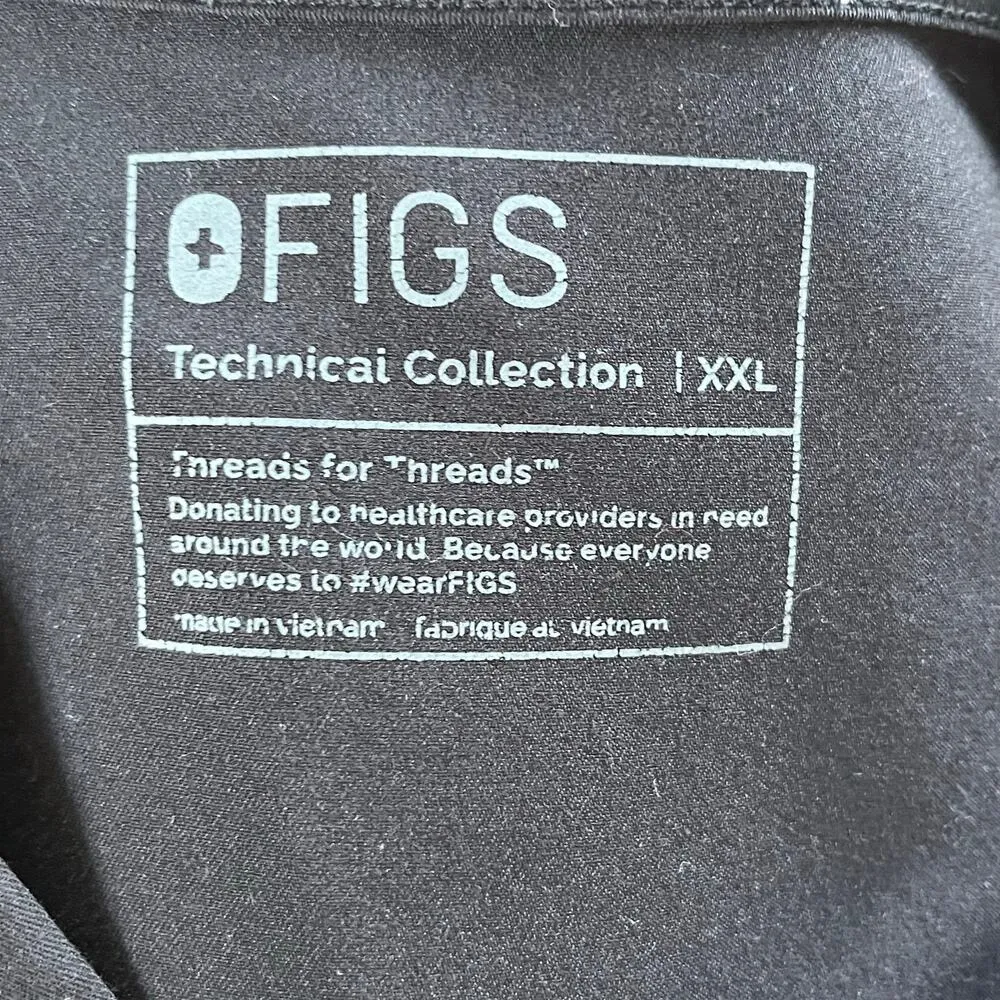 FIGS
Technical Collection | XXL
Threads for Threads™
Donating to healthcare providers in need
around the world. Because everyone
deserves to #wearFIGS
made in vietnam fabriqué au vietnam